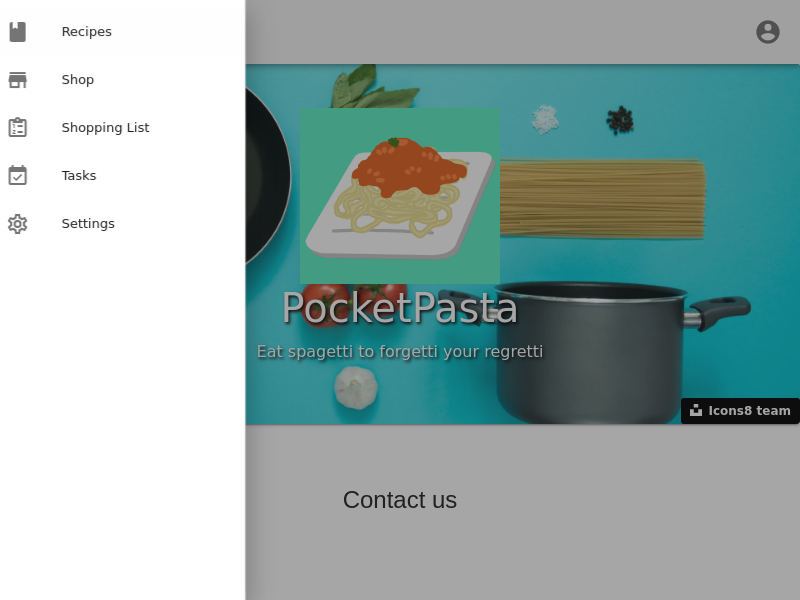 Recipes
Shop
Shopping List
Tasks
Settings
PocketPasta
Eat spagetti to forgetti your regretti
Icons8 team
Contact us